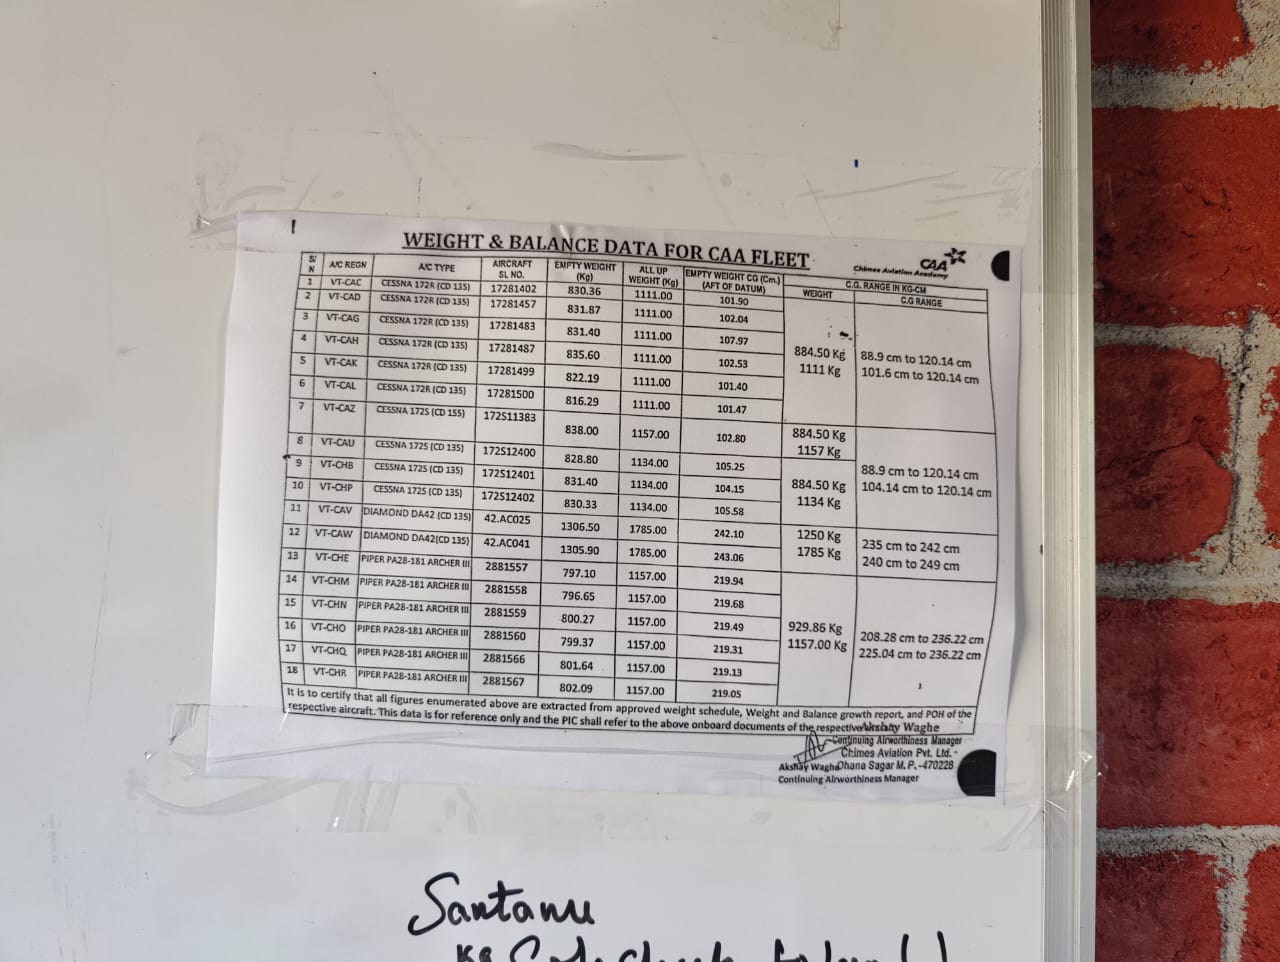 WEIGHT & BALANCE DATA FOR CAA FLEET
CAA
Chimes Aviation Academy
S/N A/C REGN A/C TYPE AIRCRAFT SL NO. EMPTY WEIGHT (Kg) ALL UP WEIGHT (Kg) EMPTY WEIGHT CG (Cm.) (AFT OF DATUM) C.G. RANGE IN KG-CM
WEIGHT C.G RANGE
1 VT-CAC CESSNA 172R (CD 135) 17281402 830.36 1111.00 101.90
2 VT-CAD CESSNA 172R (CD 135) 17281457 831.87 1111.00 102.04
3 VT-CAG CESSNA 172R (CD 135) 17281483 831.40 1111.00 107.97
4 VT-CAH CESSNA 172R (CD 135) 17281487 835.60 1111.00 102.53
5 VT-CAK CESSNA 172R (CD 135) 17281499 822.19 1111.00 101.40
6 VT-CAL CESSNA 172R (CD 135) 17281500 816.29 1111.00 101.47
884.50 Kg 88.9 cm to 120.14 cm
1111 Kg 101.6 cm to 120.14 cm
7 VT-CAZ CESSNA 172S (CD 155) 172S11383 838.00 1157.00 102.80
884.50 Kg
1157 Kg
8 VT-CAU CESSNA 172S (CD 135) 172S12400 828.80 1134.00 105.25
9 VT-CHB CESSNA 172S (CD 135) 172S12401 831.40 1134.00 104.15
10 VT-CHP CESSNA 172S (CD 135) 172S12402 830.33 1134.00 105.58
884.50 Kg 88.9 cm to 120.14 cm
1134 Kg 104.14 cm to 120.14 cm
11 VT-CAV DIAMOND DA42 (CD 135) 42.AC025 1306.50 1785.00 242.10
12 VT-CAW DIAMOND DA42(CD 135) 42.AC041 1305.90 1785.00 243.06
1250 Kg 235 cm to 242 cm
1785 Kg 240 cm to 249 cm
13 VT-CHE PIPER PA28-181 ARCHER III 2881557 797.10 1157.00 219.94
14 VT-CHM PIPER PA28-181 ARCHER III 2881558 796.65 1157.00 219.68
15 VT-CHN PIPER PA28-181 ARCHER III 2881559 800.27 1157.00 219.49
16 VT-CHO PIPER PA28-181 ARCHER III 2881560 799.37 1157.00 219.31
17 VT-CHQ PIPER PA28-181 ARCHER III 2881566 801.64 1157.00 219.13
18 VT-CHR PIPER PA28-181 ARCHER III 2881567 802.09 1157.00 219.05
929.86 Kg 208.28 cm to 236.22 cm
1157.00 Kg 225.04 cm to 236.22 cm
It is to certify that all figures enumerated above are extracted from approved weight schedule, Weight and Balance growth report, and POH of the
respective aircraft. This data is for reference only and the PIC shall refer to the above onboard documents of the respective
Akshay Waghe
Continuing Airworthiness Manager
Chimes Aviation Pvt. Ltd.
Dhana Sagar M. P. -470228
Akshay Waghe
Continuing Airworthiness Manager
Santanu